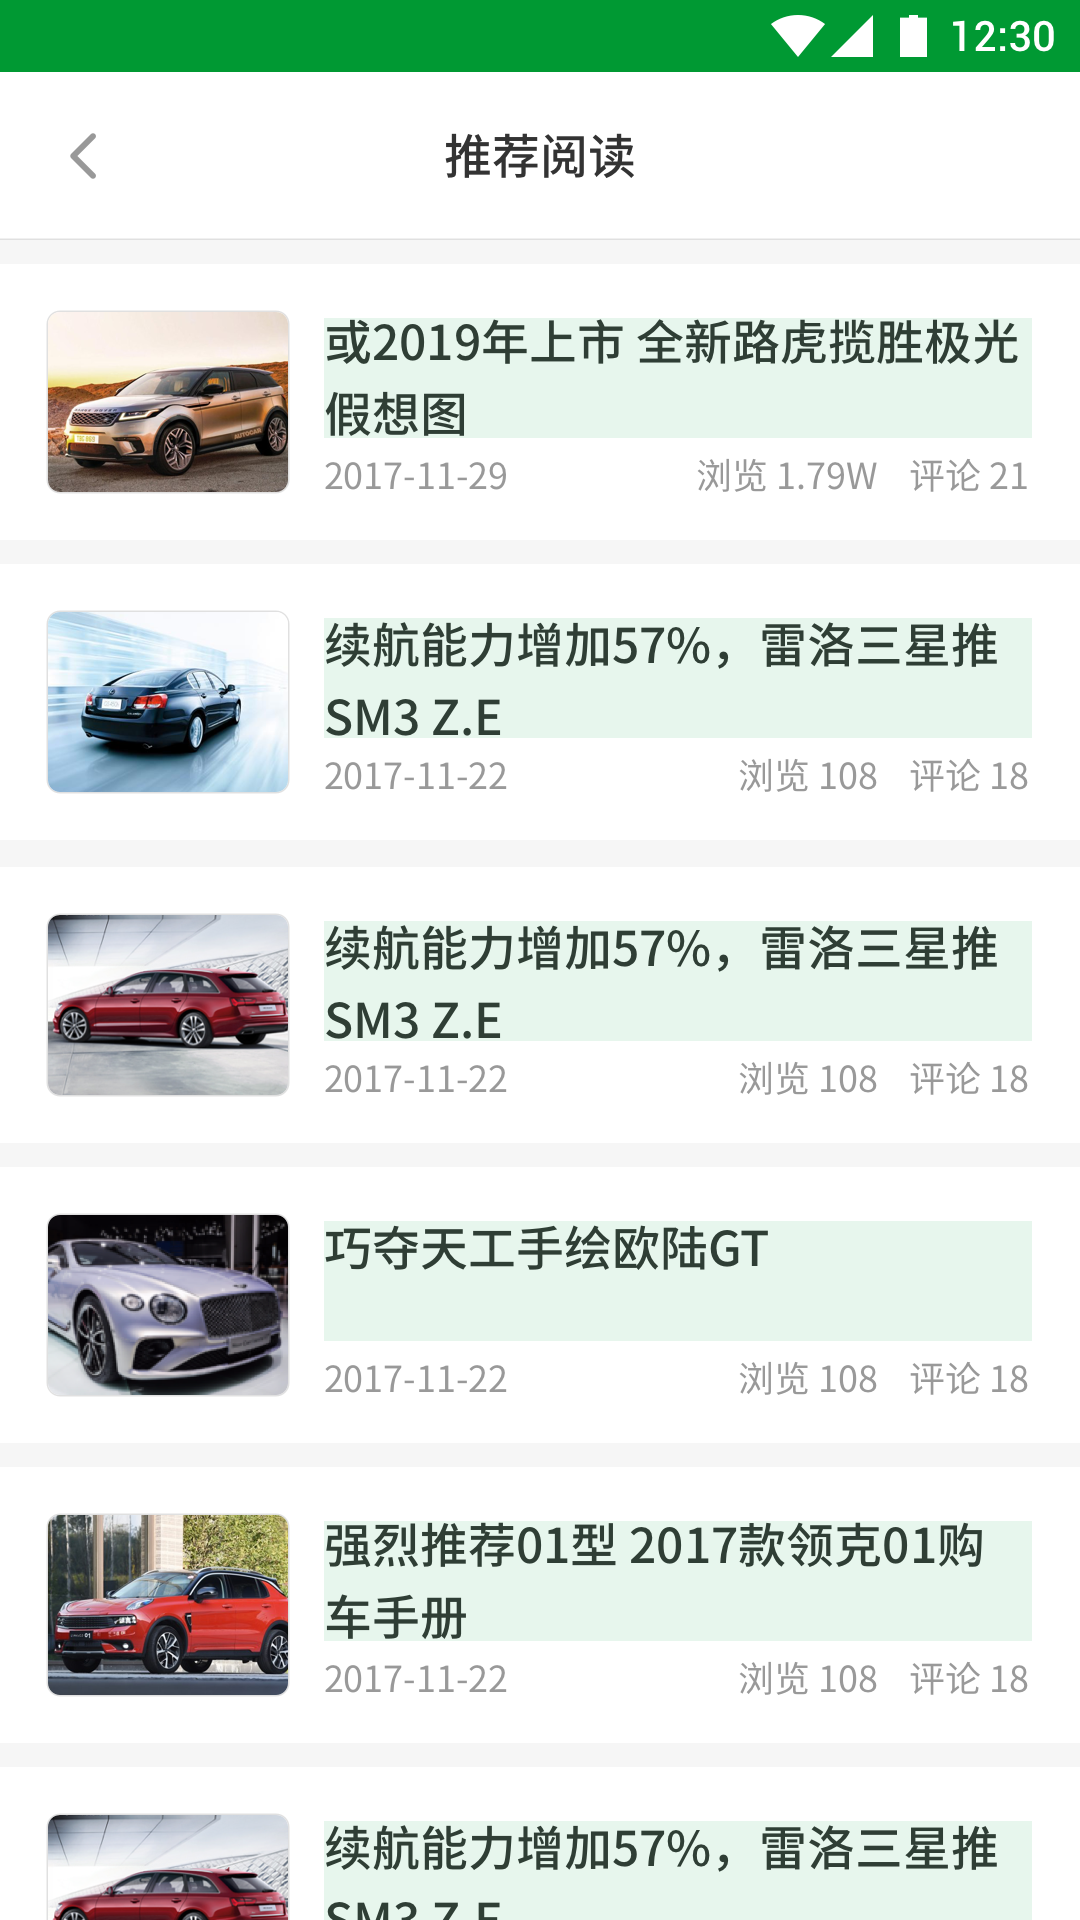 12:30
推荐阅读
或2019年上市 全新路虎揽胜极光
假想图
2017-11-29 浏览 1.79W 评论 21
续航能力增加57%，雷洛三星推
SM3 Z.E
2017-11-22 浏览 108 评论 18
续航能力增加57%，雷洛三星推
SM3 Z.E
2017-11-22 浏览 108 评论 18
巧夺天工手绘欧陆GT
2017-11-22 浏览 108 评论 18
强烈推荐01型 2017款领克01购
车手册
2017-11-22 浏览 108 评论 18
续航能力增加57%，雷洛三星推
SM3 Z.E